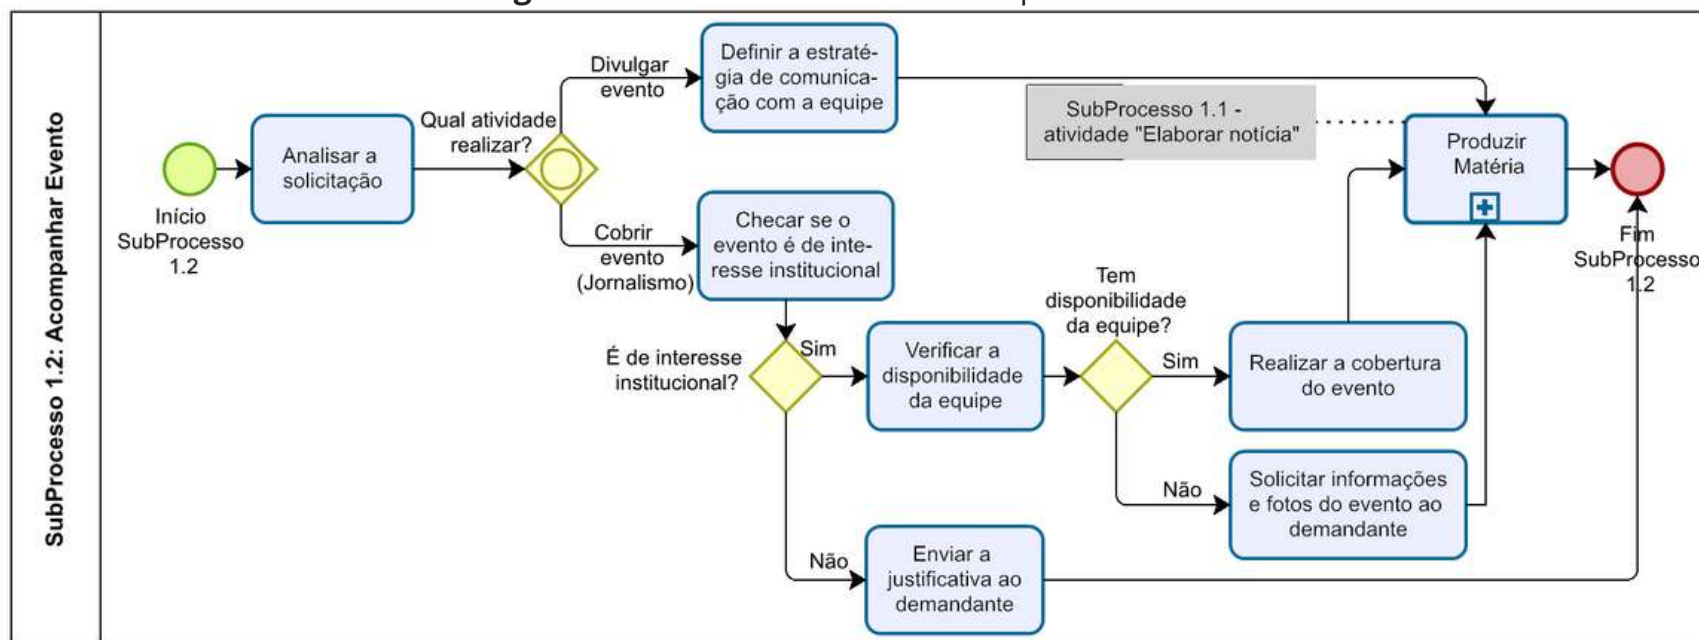 SubProcesso 1.2: Acompanhar Evento
Início
SubProcesso
1.2
Analisar a
solicitação
Qual atividade
realizar?
Divulgar
evento
Definir a estraté-
gia de comunica-
ção com a equipe
SubProcesso 1.1 -
atividade "Elaborar notícia"
Produzir
Matéria
Fim
SubProcesso
1.2
Cobrir
evento
(Jornalismo)
Checar se o
evento é de inte-
resse institucional
É de interesse
institucional?
Sim
Verificar a
disponibilidade
da equipe
Tem
disponibilidade
da equipe?
Sim
Realizar a cobertura
do evento
Não
Solicitar informações
e fotos do evento ao
demandante
Não
Enviar a
justificativa ao
demandante